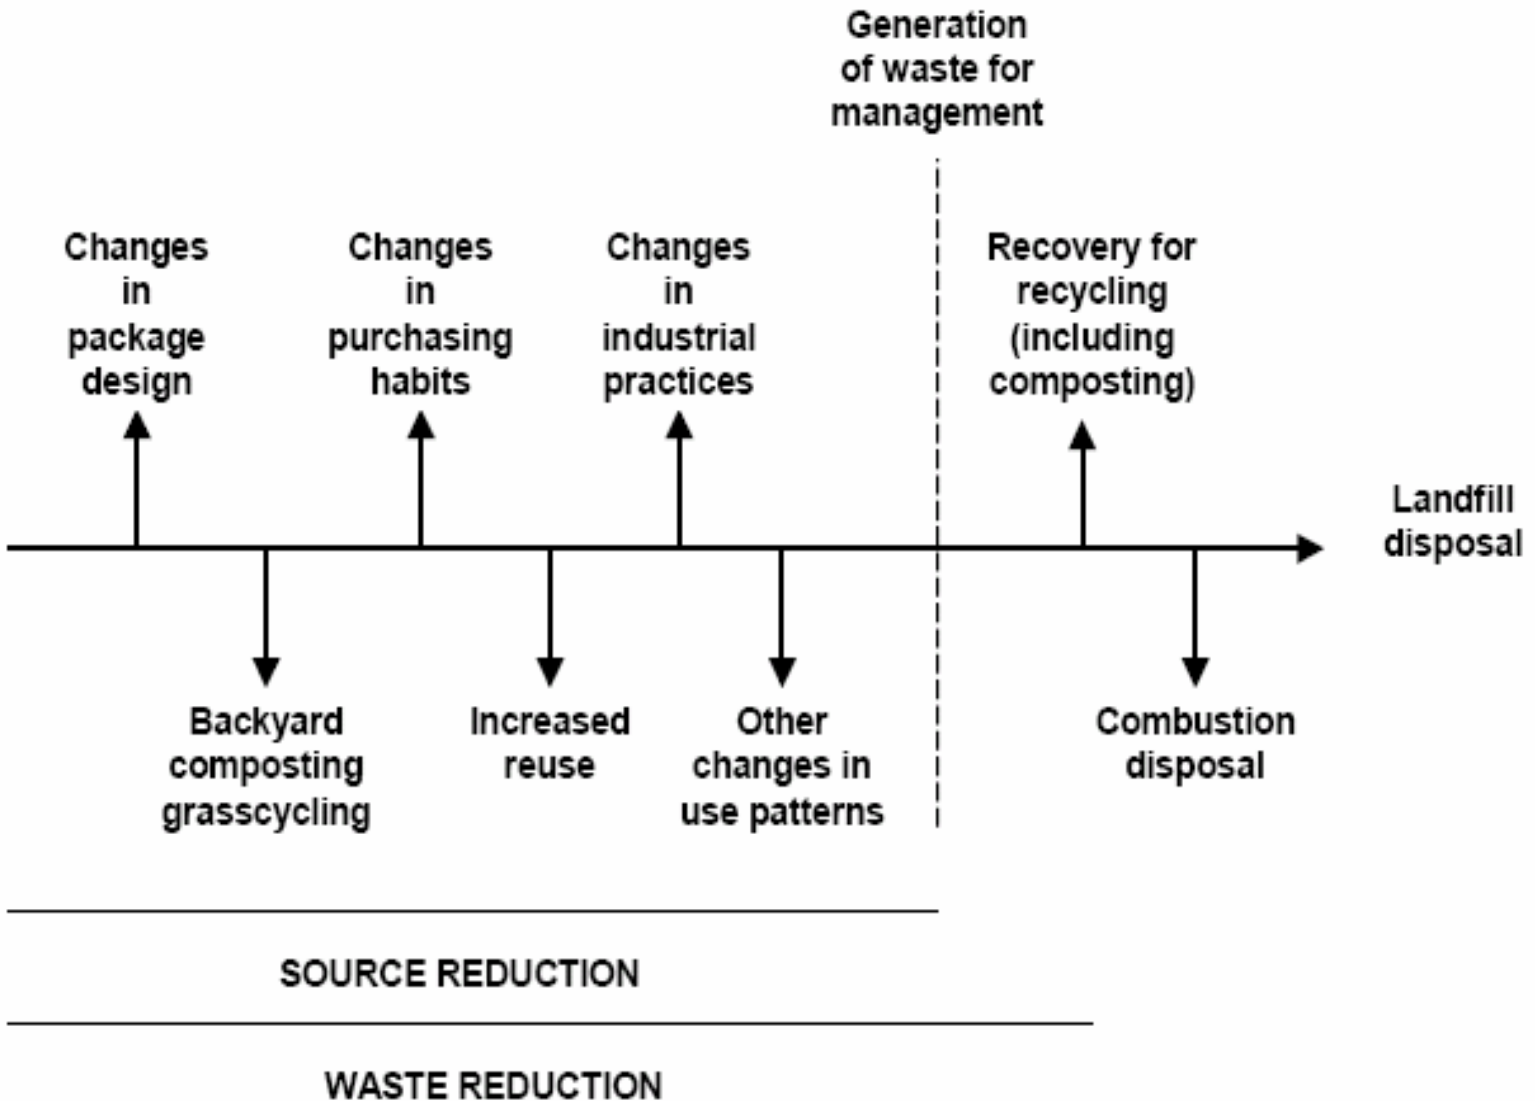 Generation
of waste for
management
Changes
in
package
design
Changes
in
purchasing
habits
Changes
in
industrial
practices
Recovery for
recycling
(including
composting)
Landfill
disposal
Backyard
composting
grasscycling
Increased
reuse
Other
changes in
use patterns
Combustion
disposal
SOURCE REDUCTION
WASTE REDUCTION